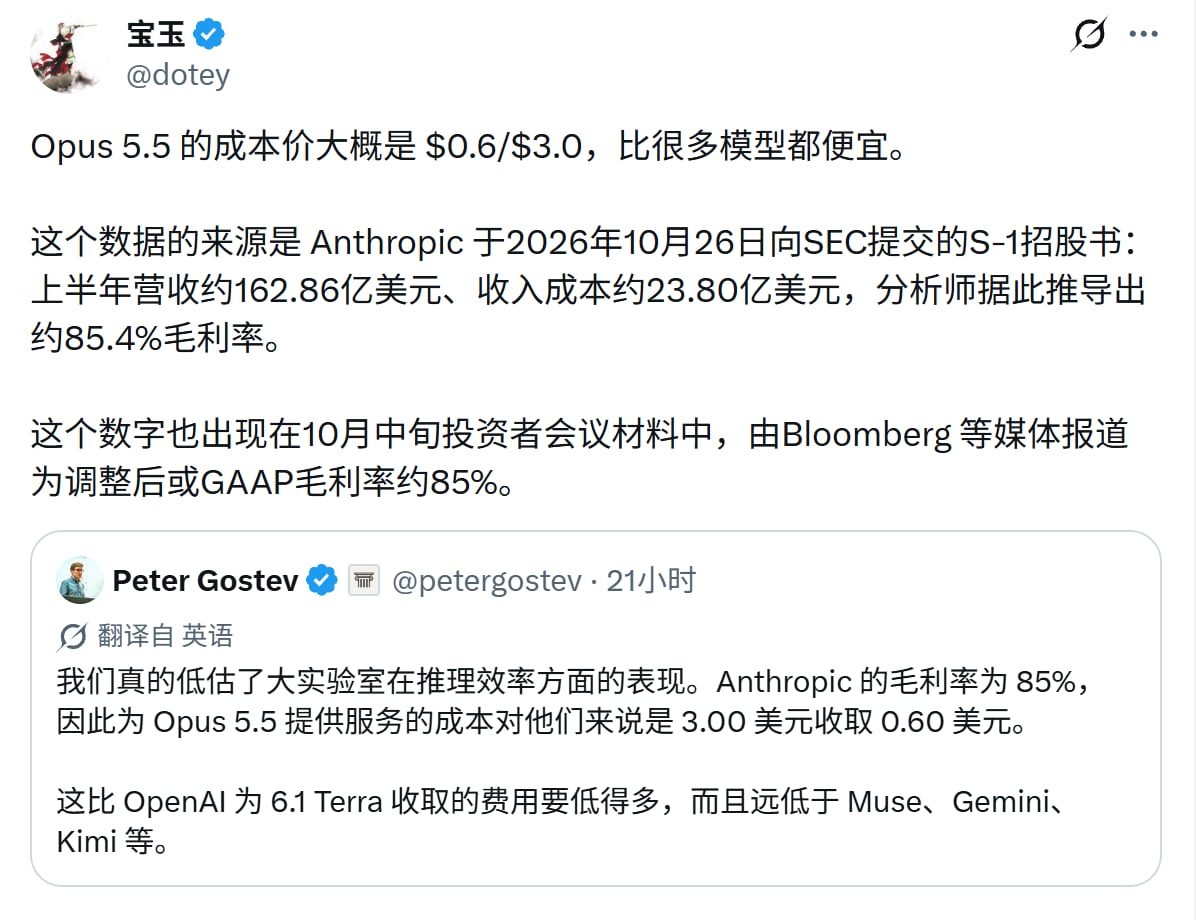 宝玉
@dotey
Opus 5.5 的成本价大概是 $0.6/$3.0，比很多模型都便宜。
这个数据的来源是 Anthropic 于2026年10月26日向SEC提交的S-1招股书：
上半年营收约162.86亿美元、收入成本约23.80亿美元，分析师据此推导出
约85.4%毛利率。
这个数字也出现在10月中旬投资者会议材料中，由Bloomberg 等媒体报道
为调整后或GAAP毛利率约85%。
Peter Gostev @petergostev · 21小时
翻译自 英语
我们真的低估了大实验室在推理效率方面的表现。Anthropic 的毛利率为 85%，
因此为 Opus 5.5 提供服务的成本对他们来说是 3.00 美元收取 0.60 美元。
这比 OpenAI 为 6.1 Terra 收取的费用要低得多，而且远低于 Muse、Gemini、
Kimi 等。